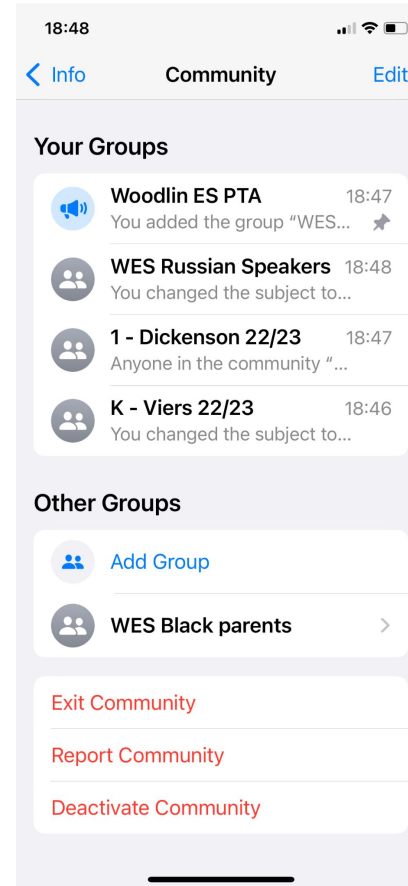 18:48
Info Community Edit
Your Groups
Woodlin ES PTA 18:47
You added the group “WES...
WES Russian Speakers 18:48
You changed the subject to...
1 - Dickenson 22/23 18:47
Anyone in the community “...
K - Viers 22/23 18:46
You changed the subject to...
Other Groups
Add Group
WES Black parents
Exit Community
Report Community
Deactivate Community